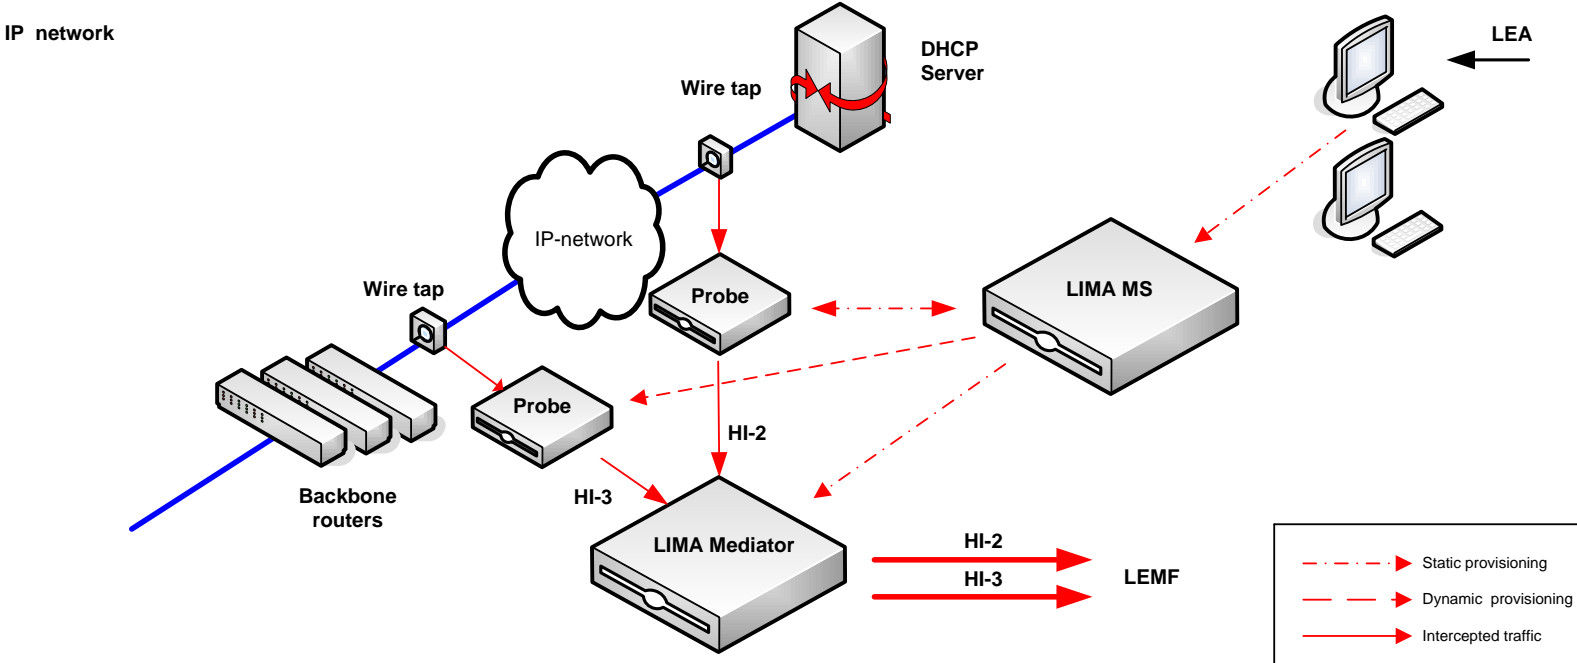 IP network
DHCP
Server
LEA
Wire tap
IP-network
Wire tap
Probe
LIMA MS
Probe
HI-2
HI-3
Backbone
routers
LIMA Mediator
HI-2
HI-3
LEMF
Static provisioning
Dynamic provisioning
Intercepted traffic